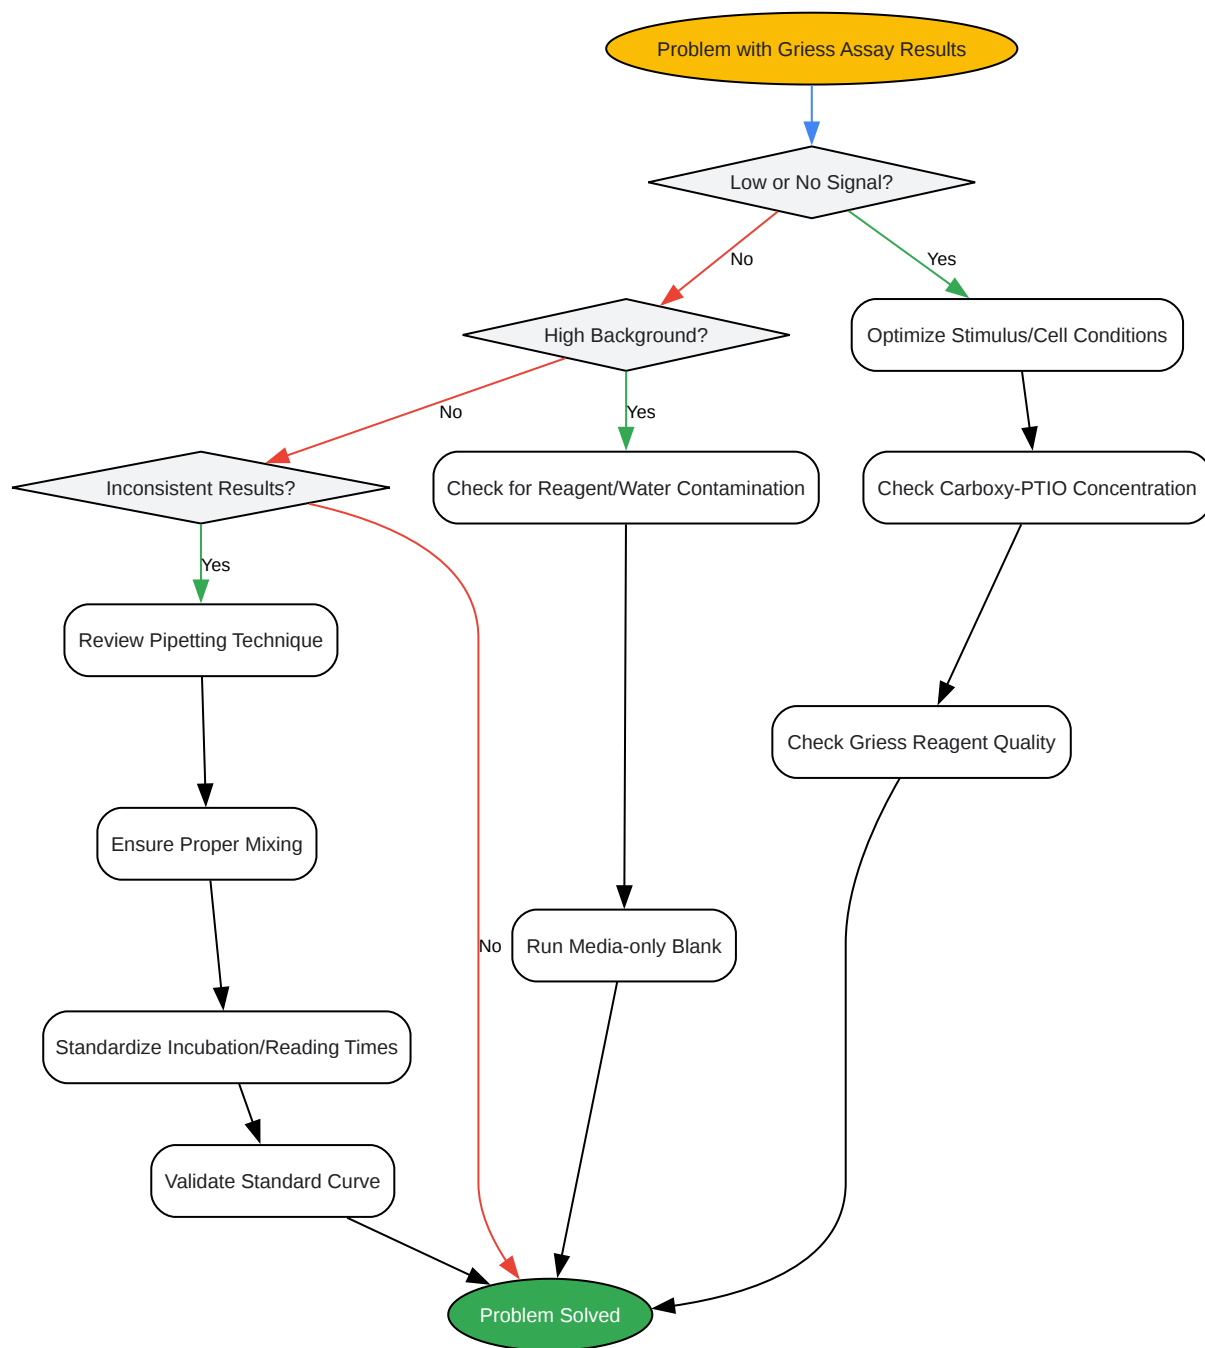 Problem with Griess Assay Results
Low or No Signal?
No
Yes
High Background?
Optimize Stimulus/Cell Conditions
No
Yes
Inconsistent Results?
Check for Reagent/Water Contamination
Check Carboxy-PTIO Concentration
Yes
Review Pipetting Technique
Check Griess Reagent Quality
Ensure Proper Mixing
No
Run Media-only Blank
Standardize Incubation/Reading Times
Validate Standard Curve
Problem Solved